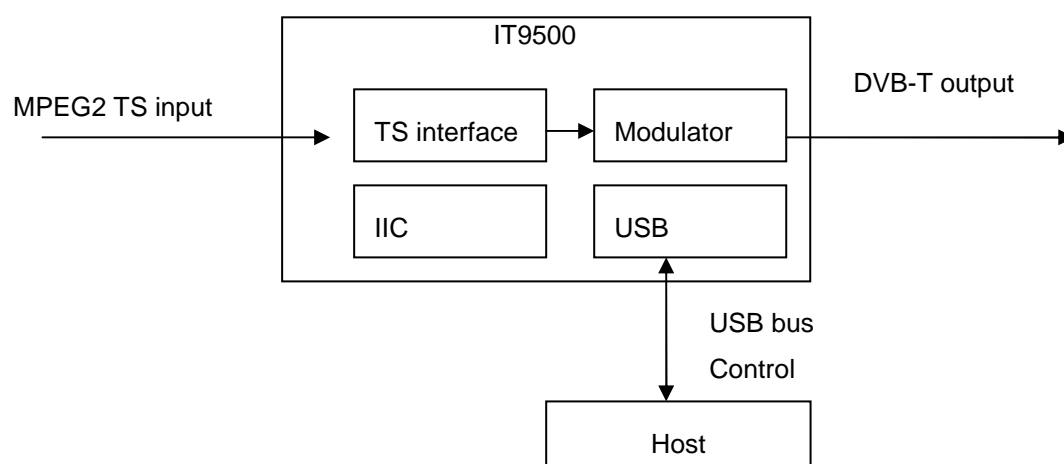 IT9500
MPEG2 TS input
DVB-T output
TS interface
Modulator
IIC
USB
USB bus
Control
Host